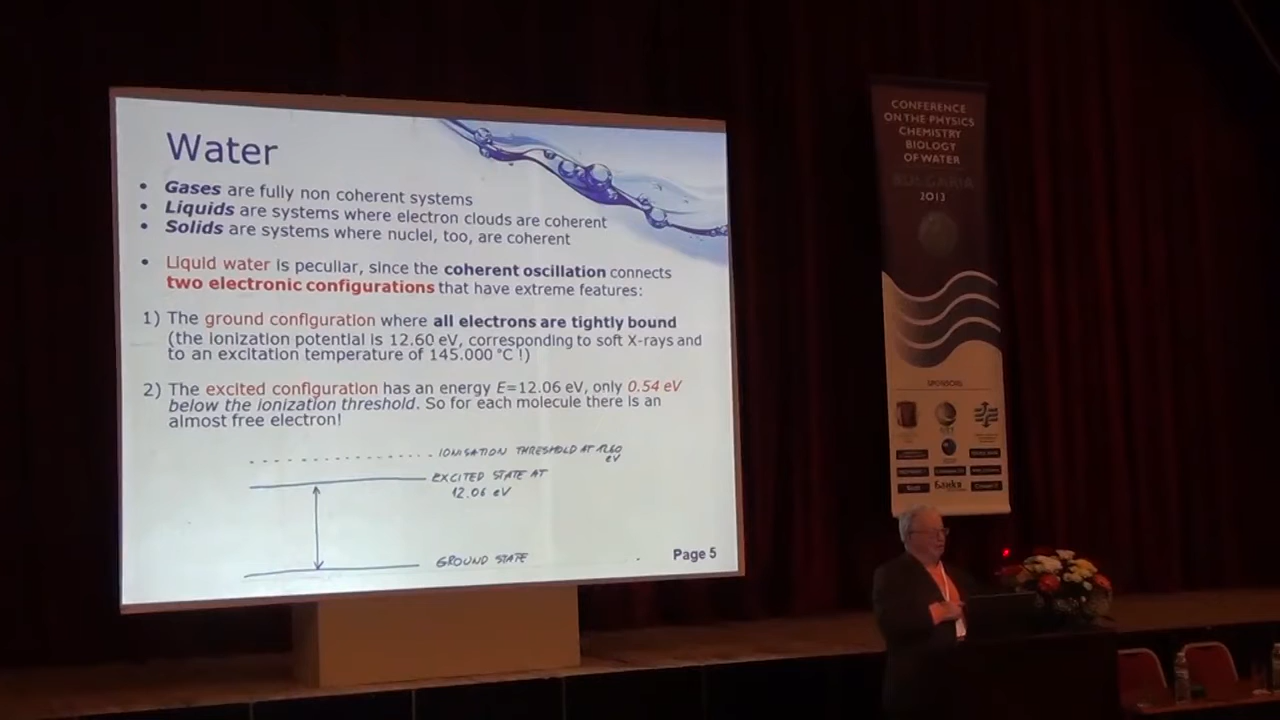 Water
• Gases are fully non coherent systems
• Liquids are systems where electron clouds are coherent
• Solids are systems where nuclei, too, are coherent
• Liquid water is peculiar, since the coherent oscillation connects
two electronic configurations that have extreme features:
1) The ground configuration where all electrons are tightly bound
(the ionization potential is 12.60 eV, corresponding to soft X-rays and
to an excitation temperature of 145.000 °C !)
2) The excited configuration has an energy E=12.06 eV, only 0.54 eV
below the ionization threshold. So for each molecule there is an
almost free electron!
IONISATION THRESHOLD AT 12.60
eV
EXCITED STATE AT
12.06 eV
GROUND STATE
Page 5
CONFERENCE
ON THE PHYSICS
CHEMISTRY
BIOLOGY
OF WATER
BULGARIA
2013
SPONSORS